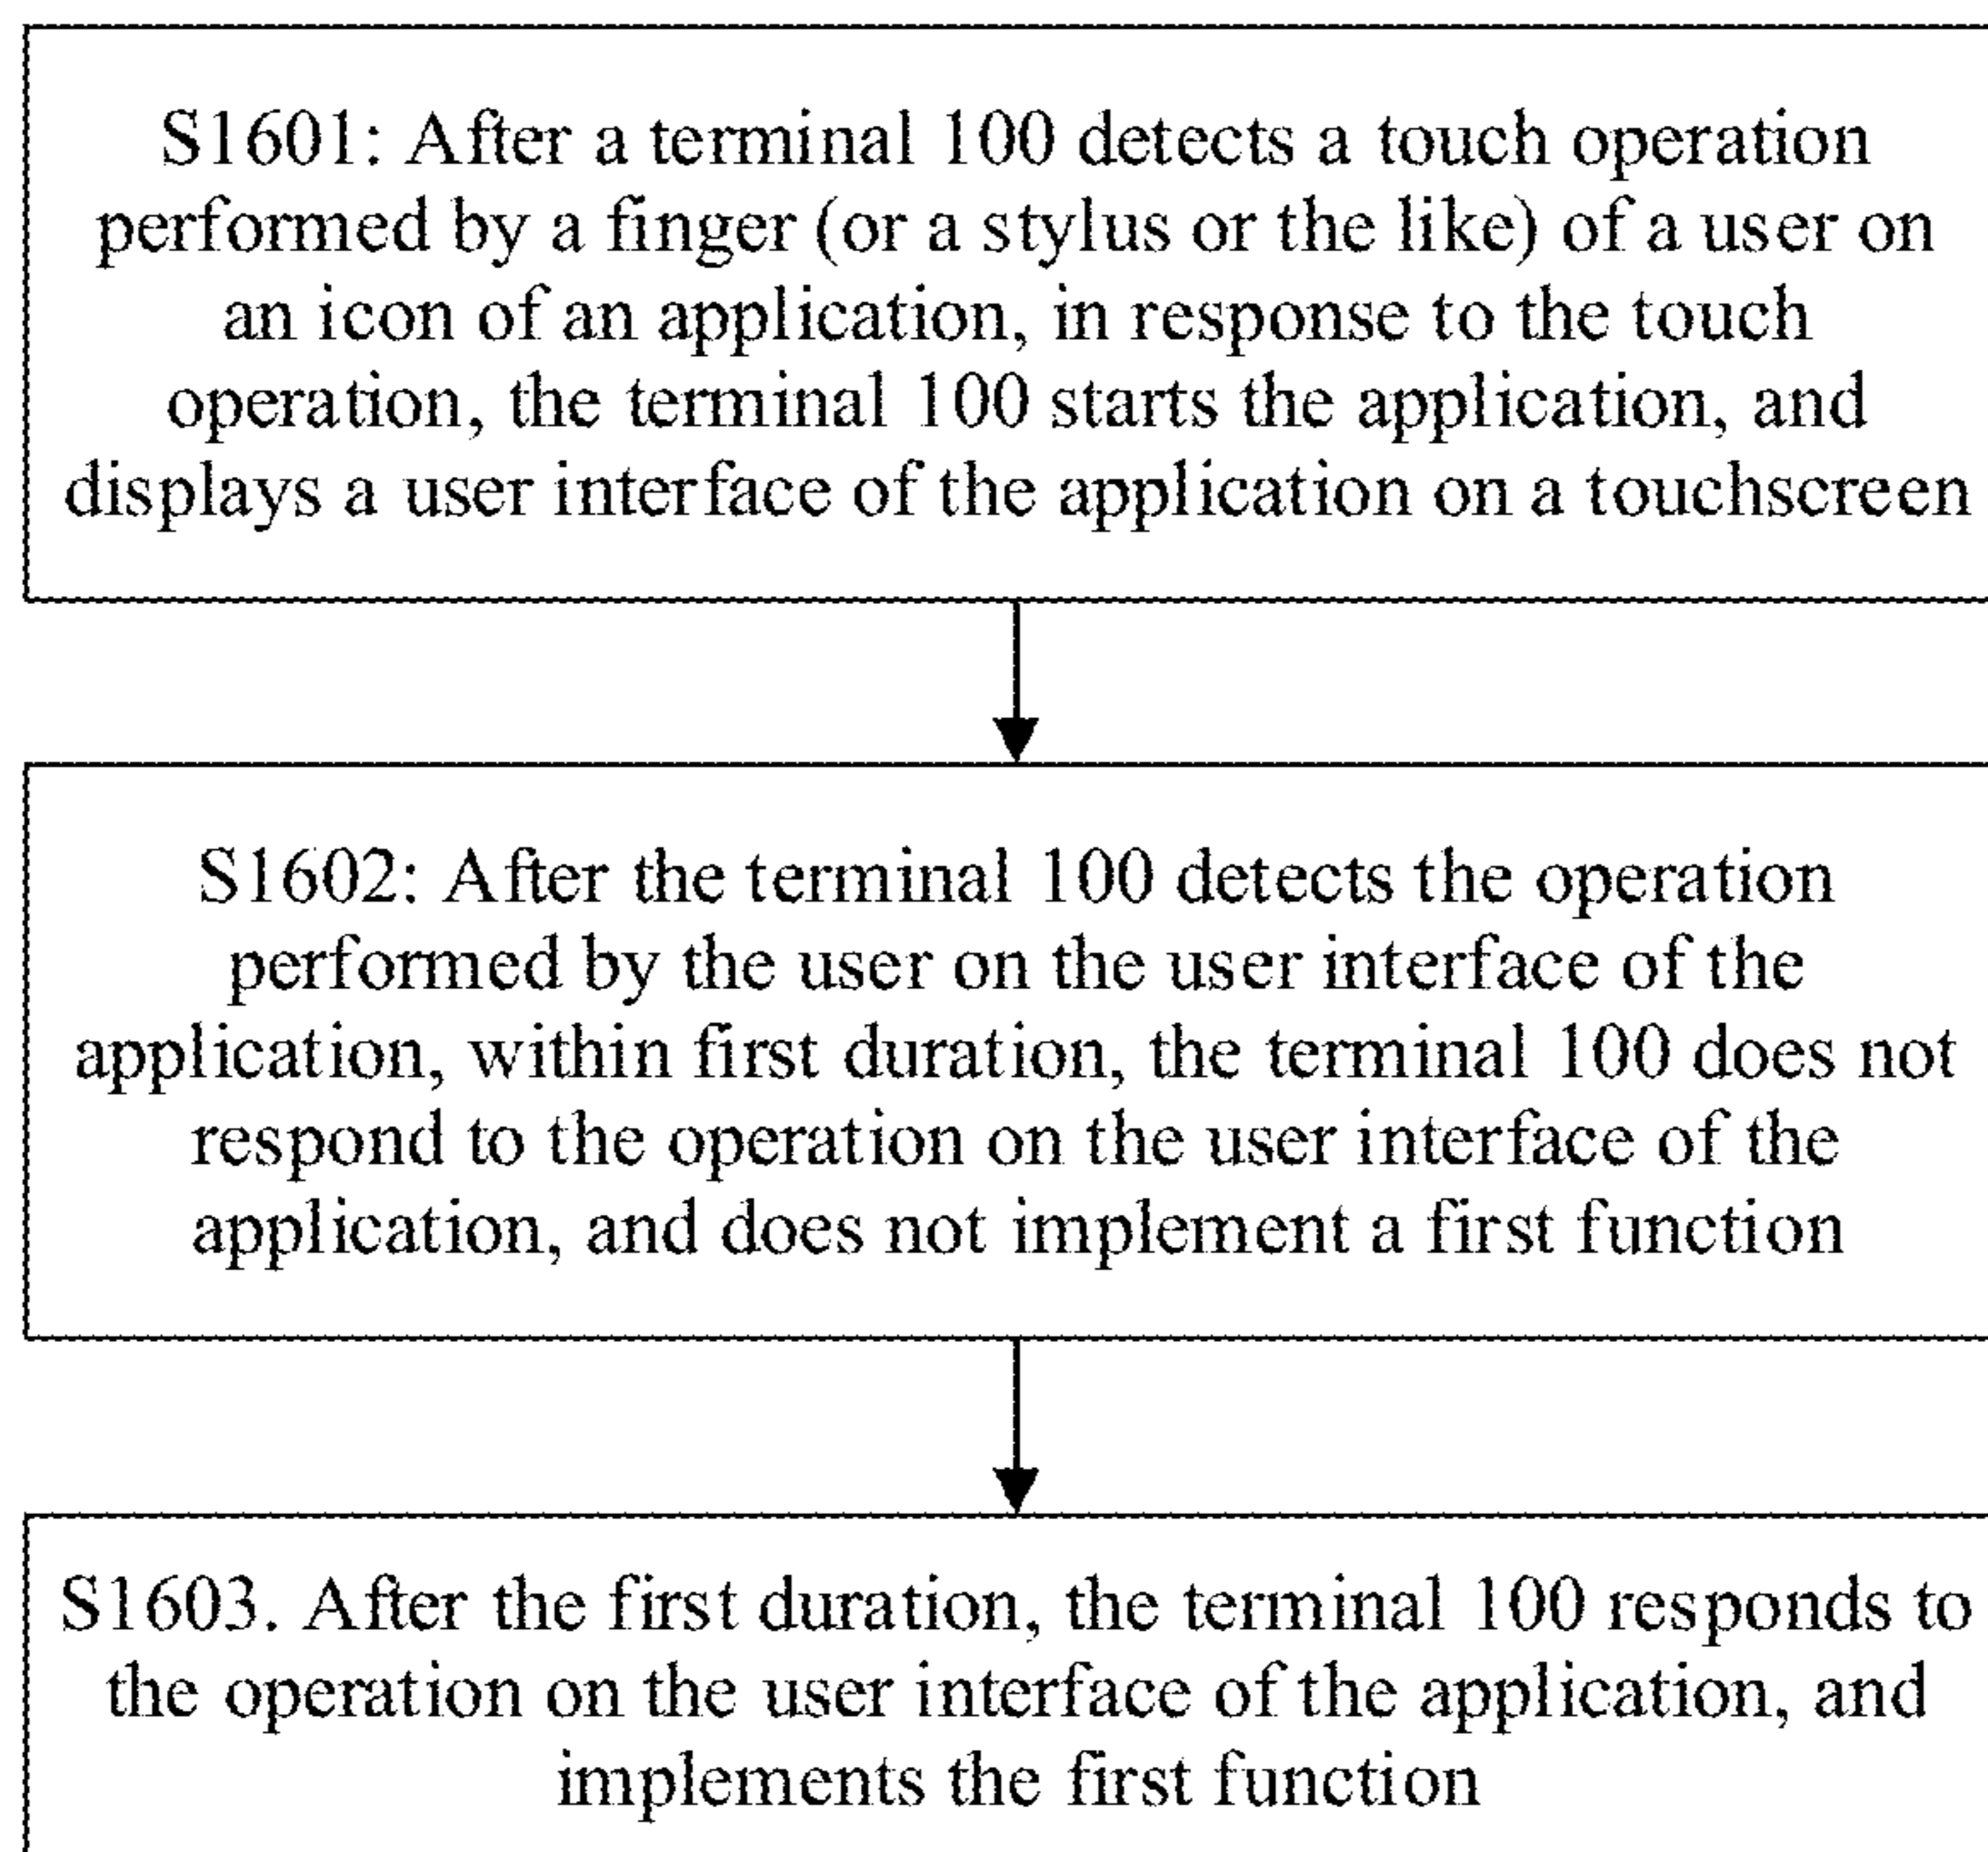 S1601: After a terminal 100 detects a touch operation
performed by a finger (or a stylus or the like) of a user on
an icon of an application, in response to the touch
operation, the terminal 100 starts the application, and
displays a user interface of the application on a touchscreen
S1602: After the terminal 100 detects the operation
performed by the user on the user interface of the
application, within first duration, the terminal 100 does not
respond to the operation on the user interface of the
application, and does not implement a first function
S1603. After the first duration, the terminal 100 responds to
the operation on the user interface of the application, and
implements the first function